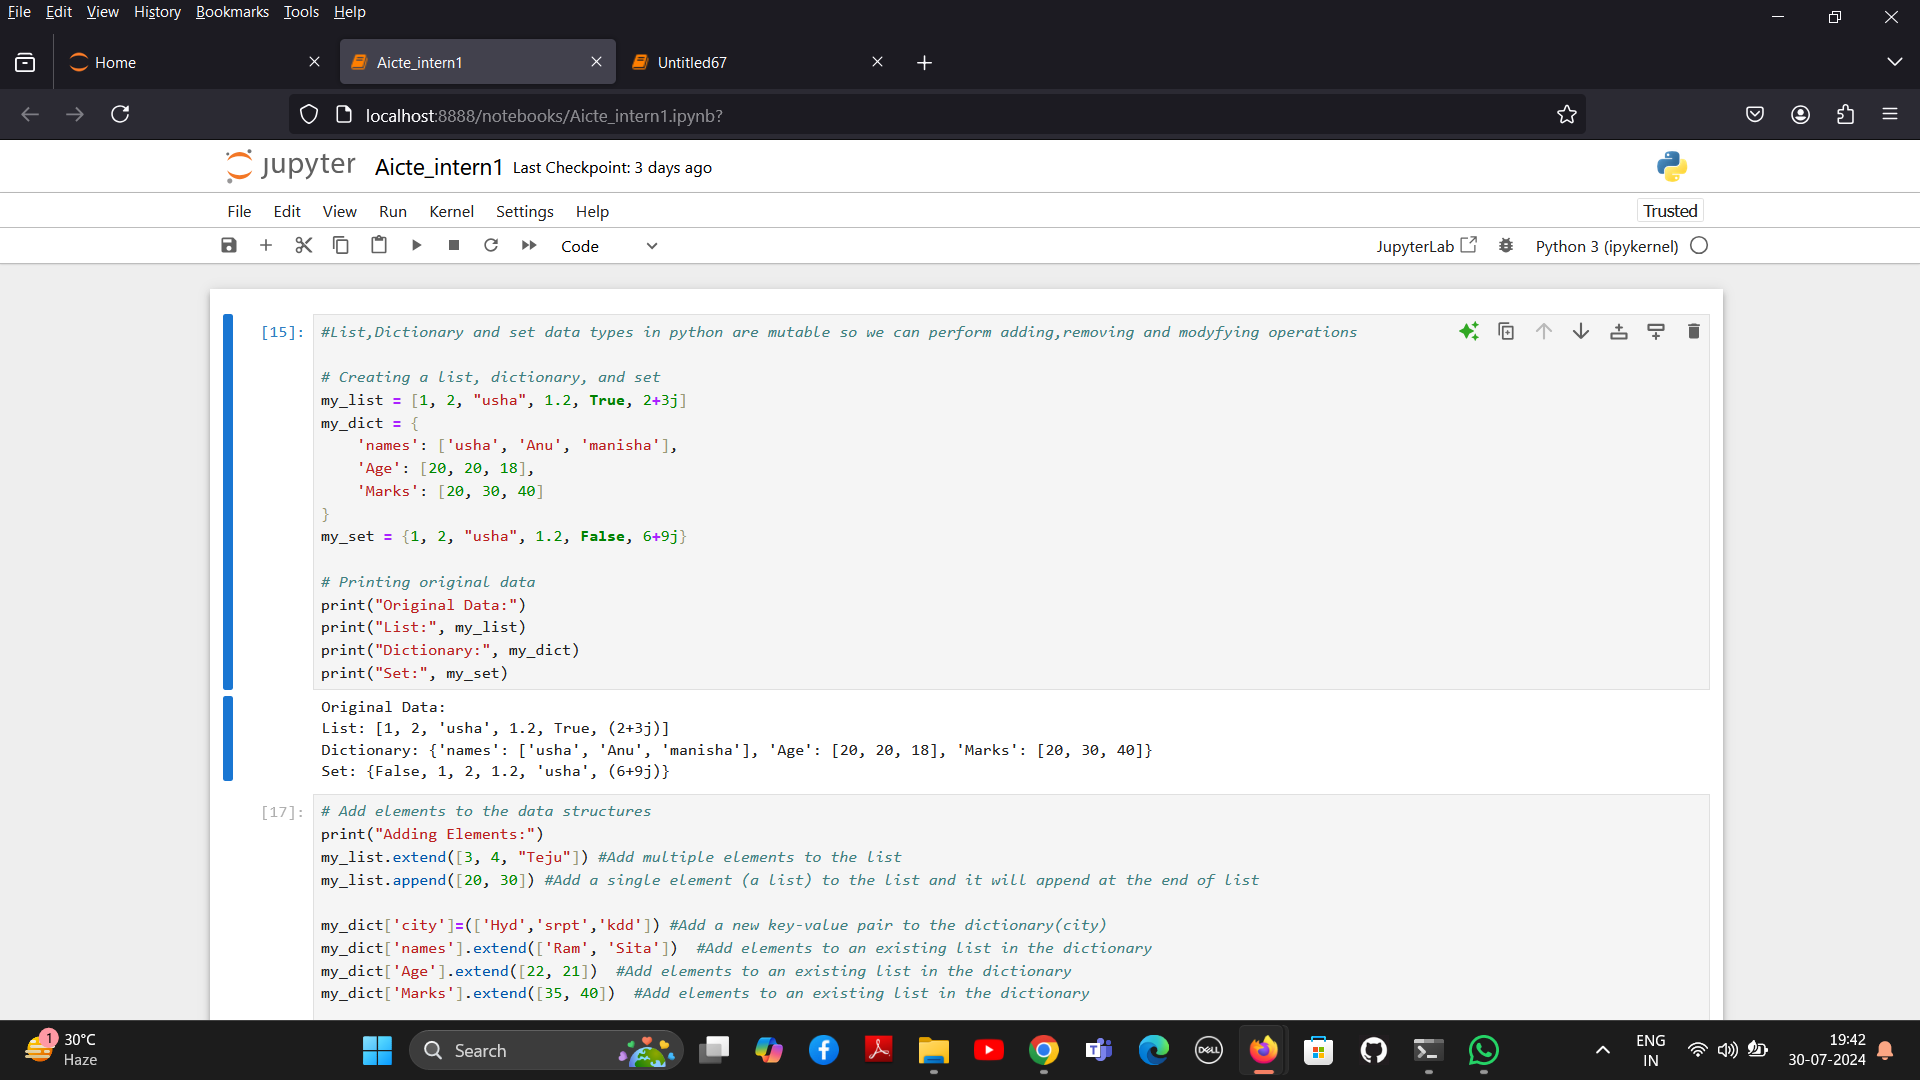 File Edit View History Bookmarks Tools Help
Home Aicte_intern1 Untitled67
localhost:8888/notebooks/Aicte_intern1.ipynb?
jupyter Aicte_intern1 Last Checkpoint: 3 days ago
File Edit View Run Kernel Settings Help Trusted
Code JupyterLab Python 3 (ipykernel)
[15]: #List,Dictionary and set data types in python are mutable so we can perform adding,removing and modyfying operations
# Creating a list, dictionary, and set
my_list = [1, 2, "usha", 1.2, True, 2+3j]
my_dict = {
    'names': ['usha', 'Anu', 'manisha'],
    'Age': [20, 20, 18],
    'Marks': [20, 30, 40]
}
my_set = {1, 2, "usha", 1.2, False, 6+9j}
# Printing original data
print("Original Data:")
print("List:", my_list)
print("Dictionary:", my_dict)
print("Set:", my_set)
Original Data:
List: [1, 2, 'usha', 1.2, True, (2+3j)]
Dictionary: {'names': ['usha', 'Anu', 'manisha'], 'Age': [20, 20, 18], 'Marks': [20, 30, 40]}
Set: {False, 1, 2, 1.2, 'usha', (6+9j)}
[17]: # Add elements to the data structures
print("Adding Elements:")
my_list.extend([3, 4, "Teju"]) #Add multiple elements to the list
my_list.append([20, 30]) #Add a single element (a list) to the list and it will append at the end of list
my_dict['city']=(['Hyd','srpt','kdd']) #Add a new key-value pair to the dictionary(city)
my_dict['names'].extend(['Ram', 'Sita'])  #Add elements to an existing list in the dictionary
my_dict['Age'].extend([22, 21])  #Add elements to an existing list in the dictionary
my_dict['Marks'].extend([35, 40])  #Add elements to an existing list in the dictionary
1 30°C
Haze
Search
DELL
ENG
IN
19:42
30-07-2024